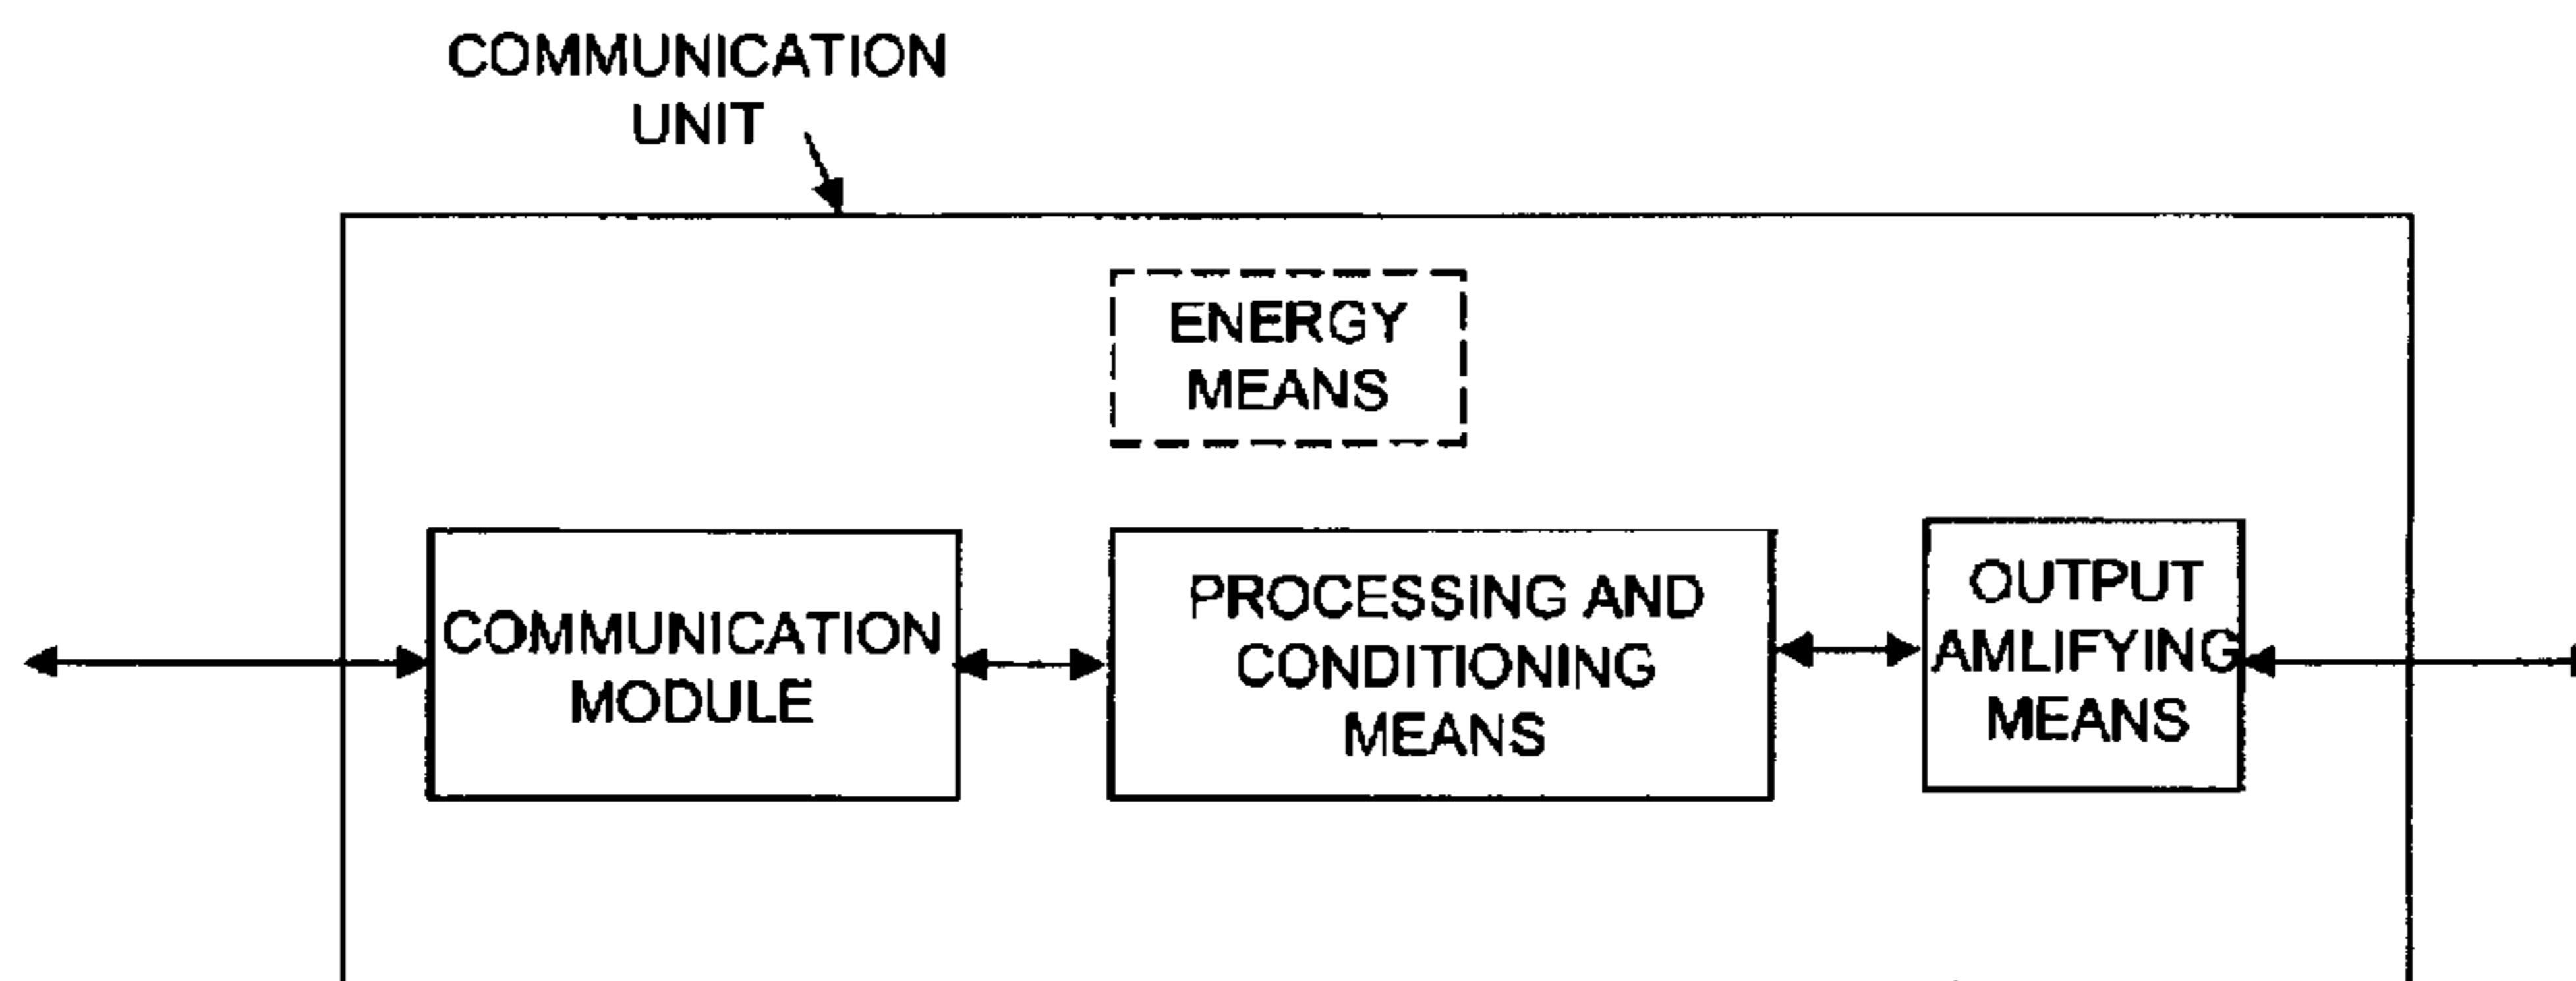 COMMUNICATION
UNIT
ENERGY
MEANS
COMMUNICATION
MODULE
PROCESSING AND
CONDITIONING
MEANS
OUTPUT
AMLIFYING
MEANS